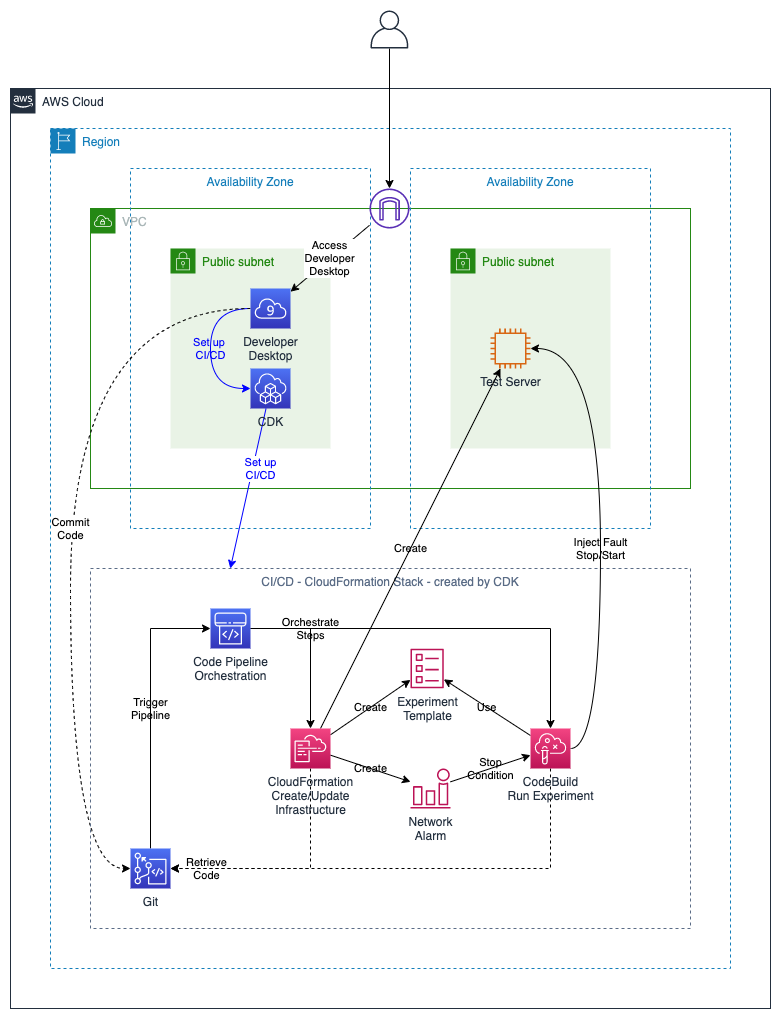 aws
AWS Cloud
Region
Availability Zone
Availability Zone
VPC
Access
Developer
Desktop
Public subnet
Public subnet
9
Set up
CI/CD
Developer
Desktop
Test Server
CDK
Set up
CI/CD
Commit
Code
Create
Inject Fault
Stop/Start
CI/CD - CloudFormation Stack - created by CDK
Orchestrate
Steps
Code Pipeline
Orchestration
Trigger
Pipeline
Create
Experiment
Template
Use
Create
Stop
Condition
CloudFormation
Create/Update
Infrastructure
CodeBuild
Run Experiment
Network
Alarm
Retrieve
Code
Git